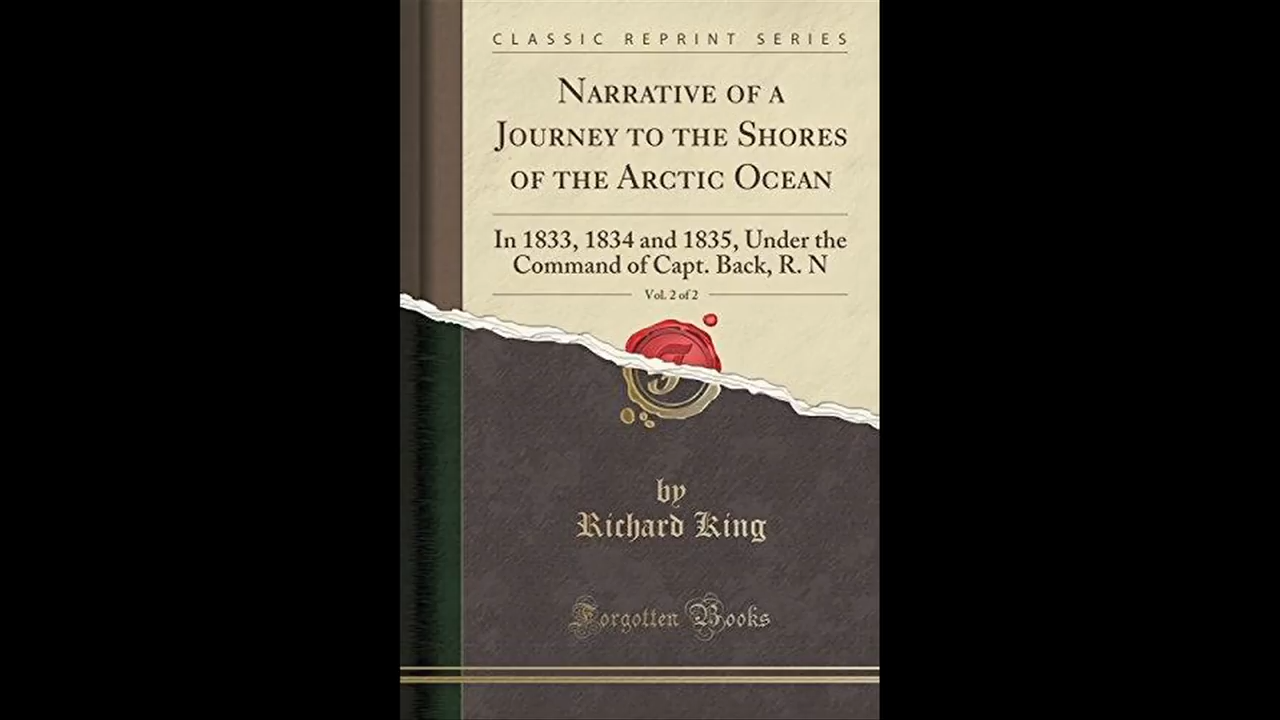 CLASSIC REPRINT SERIES
NARRATIVE OF A
JOURNEY TO THE SHORES
OF THE ARCTIC OCEAN
In 1833, 1834 and 1835, Under the
Command of Capt. Back, R. N
Vol. 2 of 2
by
Richard King
Forgotten Books